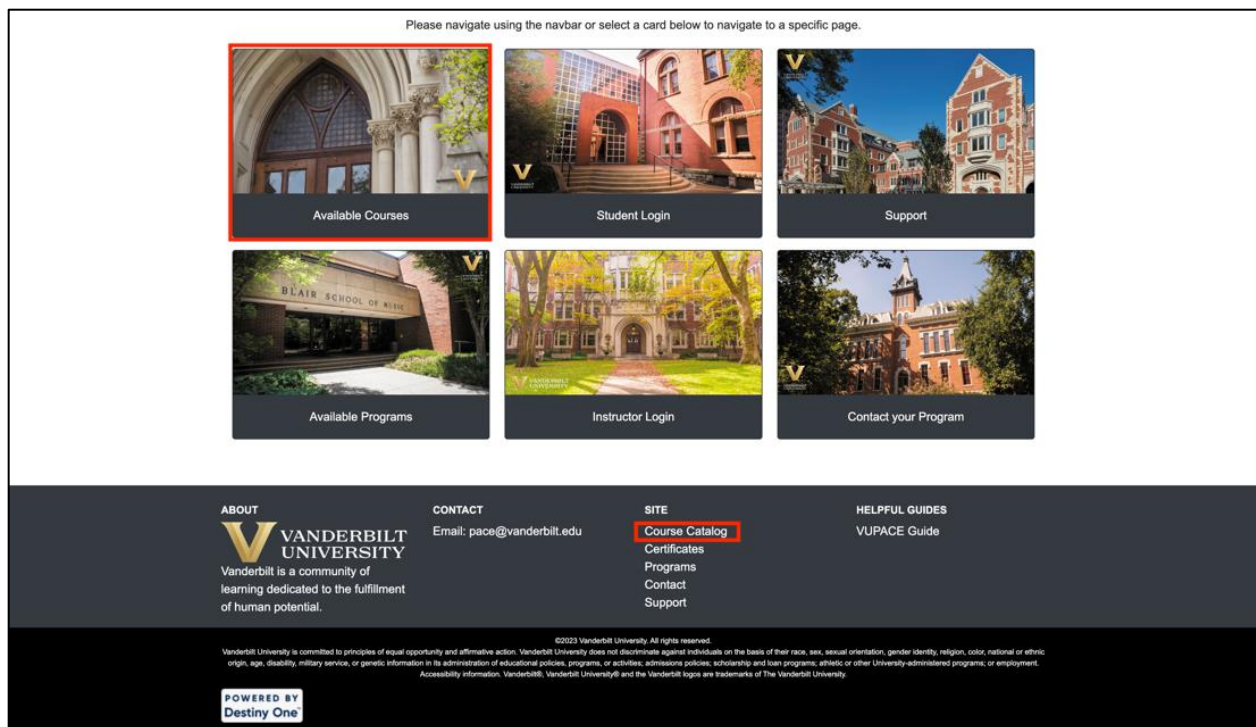 Please navigate using the navbar or select a card below to navigate to a specific page.
VANDERBILT
UNIVERSITY
Available Courses
Student Login
Support
BLAIR SCHOOL OF MUSIC
VANDERBILT
UNIVERSITY
Available Programs
Instructor Login
Contact your Program
ABOUT
VANDERBILT
UNIVERSITY
Vanderbilt is a community of
learning dedicated to the fulfillment
of human potential.
CONTACT
Email: pace@vanderbilt.edu
SITE
Course Catalog
Certificates
Programs
Contact
Support
HELPFUL GUIDES
VUPACE Guide
©2023 Vanderbilt University. All rights reserved.
Vanderbilt University is committed to principles of equal opportunity and affirmative action. Vanderbilt University does not discriminate against individuals on the basis of their race, sex, sexual orientation, gender identity, religion, color, national or ethnic
origin, age, disability, military service, or genetic information in its administration of educational policies, programs, or activities; admissions policies; scholarship and loan programs; athletic or other University-administered programs; or employment.
Accessibility information. Vanderbilt®, Vanderbilt University® and the Vanderbilt logos are trademarks of The Vanderbilt University.
POWERED BY
Destiny One™